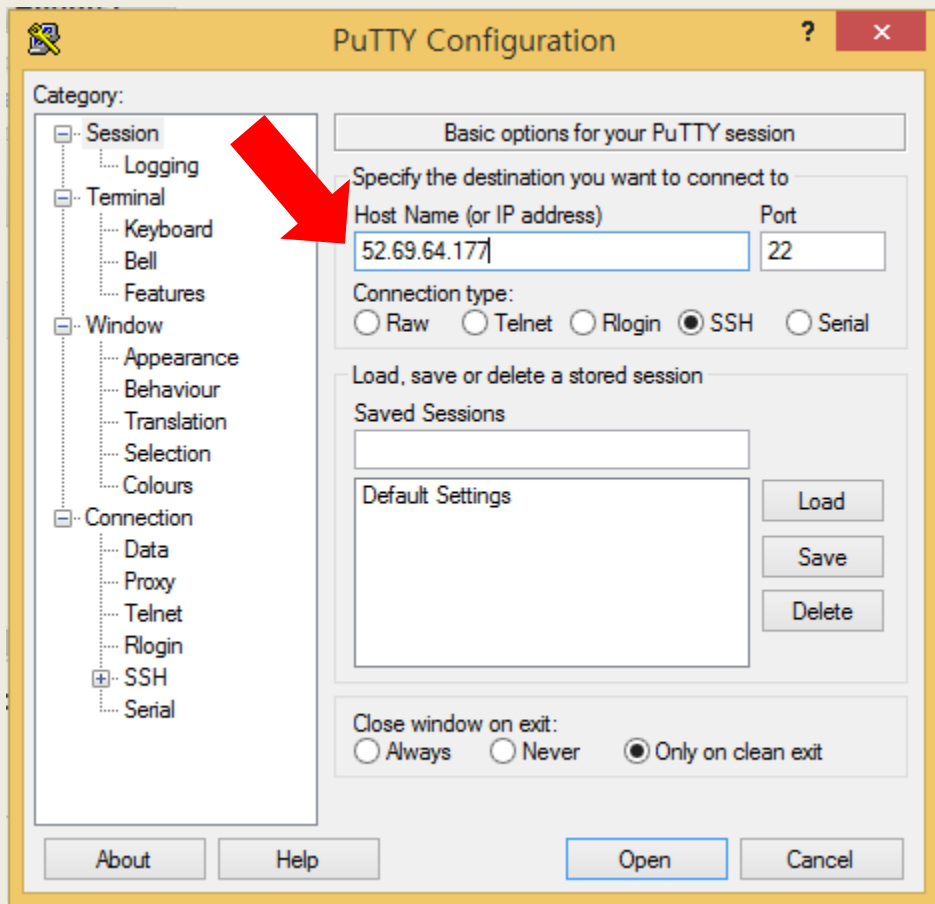 PuTTY Configuration
?
Category:
Session
Logging
Terminal
Keyboard
Bell
Features
Window
Appearance
Behaviour
Translation
Selection
Colours
Connection
Data
Proxy
Telnet
Rlogin
SSH
Serial
Basic options for your PuTTY session
Specify the destination you want to connect to
Host Name (or IP address) Port
52.69.64.177 22
Connection type:
Raw Telnet Rlogin SSH Serial
Load, save or delete a stored session
Saved Sessions
Default Settings
Load
Save
Delete
Close window on exit:
Always Never Only on clean exit
About Help Open Cancel